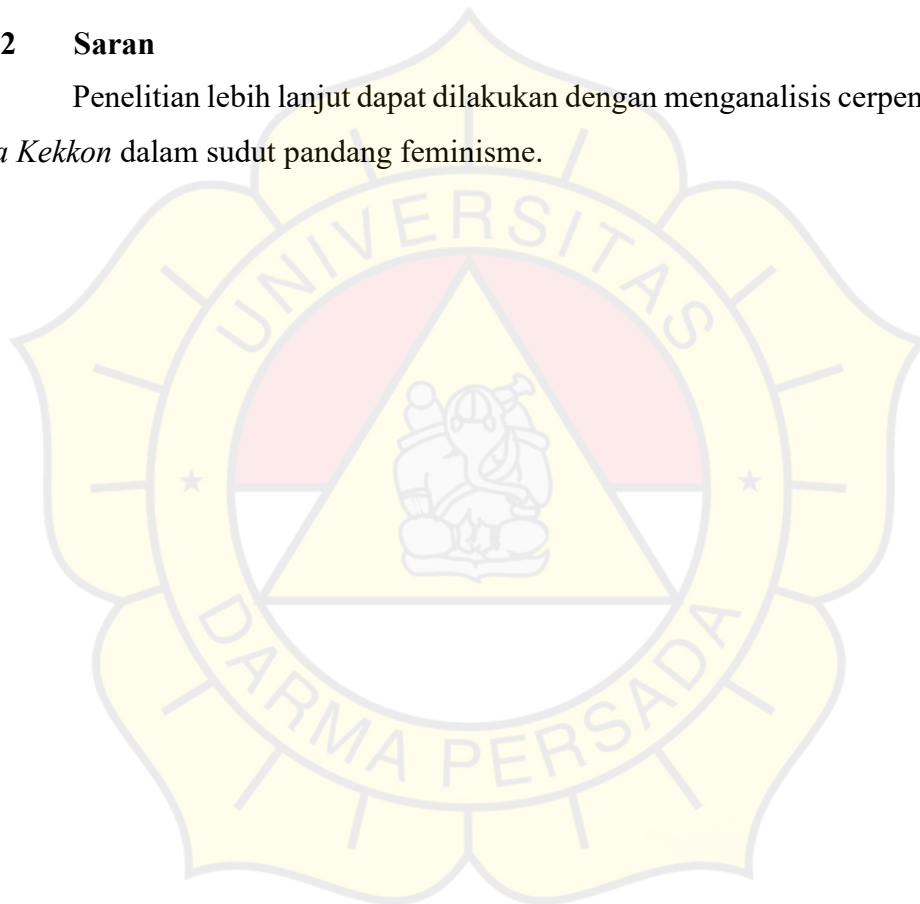 2 Saran
Penelitian lebih lanjut dapat dilakukan dengan menganalisis cerpen
a Kekkon dalam sudut pandang feminisme.
UNIVERSITAS
DARMA PERSADA